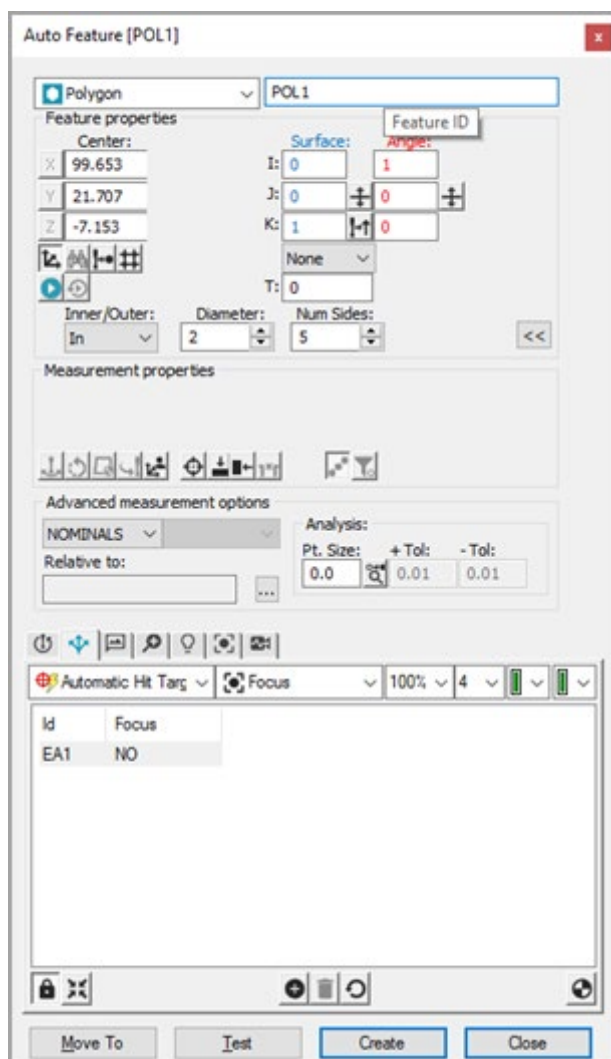 Auto Feature [POL1]
x
Polygon POL1
Feature properties Feature ID
Center: Surface: Angle:
X 99.653 I: 0 1
Y 21.707 J: 0 0
Z -7.153 K: 1 0
None
T: 0
Inner/Outer: Diameter: Num Sides:
In 2 5 <<
Measurement properties
Advanced measurement options
NOMINALS Analysis:
Pt. Size: + Tol: - Tol:
Relative to: 0.0 0.01 0.01
...
Automatic Hit Targ Focus 100% 4
Id Focus
EA1 NO
Move To Test Create Close